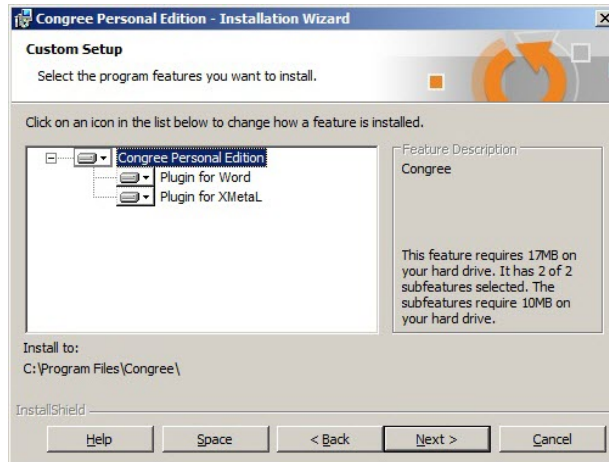 Congree Personal Edition - Installation Wizard
Custom Setup
Select the program features you want to install.
Click on an icon in the list below to change how a feature is installed.
Congree Personal Edition
Plugin for Word
Plugin for XMetaL
Feature Description
Congree
This feature requires 17MB on
your hard drive. It has 2 of 2
subfeatures selected. The
subfeatures require 10MB on
your hard drive.
Install to:
C:\Program Files\Congree\
InstallShield
Help Space < Back Next > Cancel